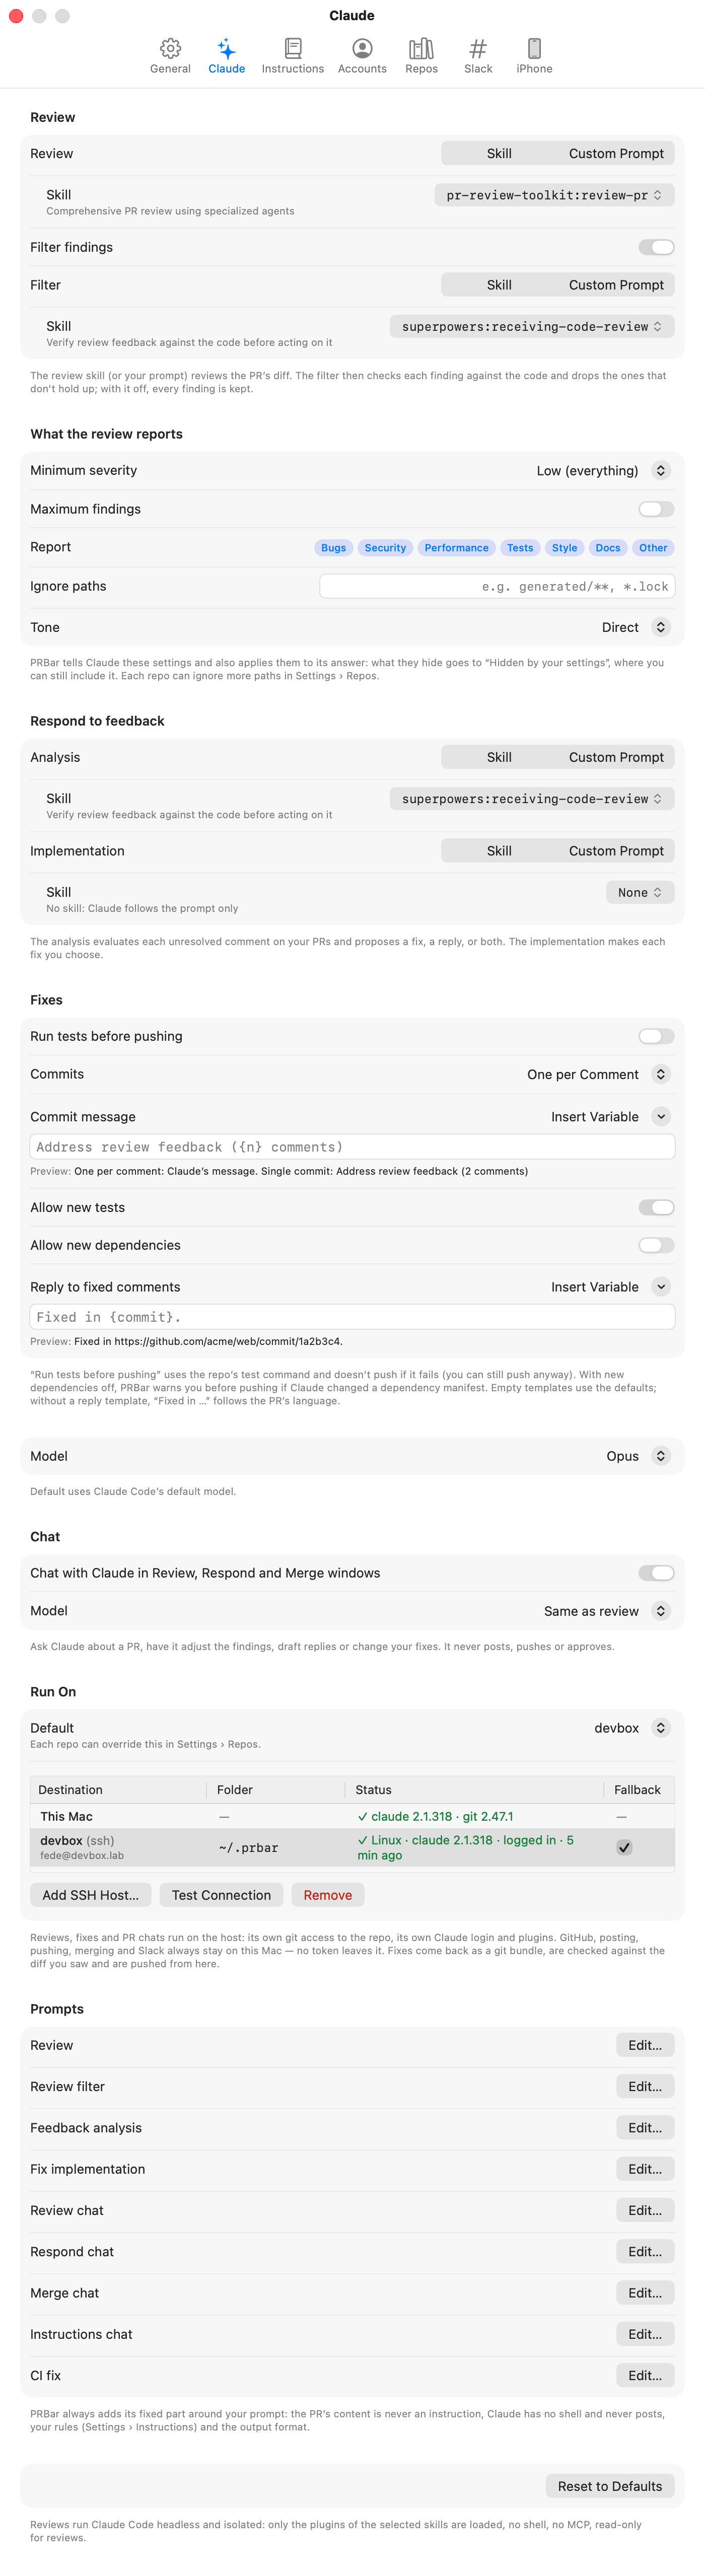 Claude
General
Claude
Instructions
Accounts
Repos
Slack
iPhone
Review
Review
Skill
Custom Prompt
Skill
pr-review-toolkit:review-pr
Comprehensive PR review using specialized agents
Filter findings
Filter
Skill
Custom Prompt
Skill
superpowers:receiving-code-review
Verify review feedback against the code before acting on it
The review skill (or your prompt) reviews the PR’s diff. The filter then checks each finding against the code and drops the ones that
don’t hold up; with it off, every finding is kept.
What the review reports
Minimum severity
Low (everything)
Maximum findings
Report
Bugs
Security
Performance
Tests
Style
Docs
Other
Ignore paths
e.g. generated/**, *.lock
Tone
Direct
PRBar tells Claude these settings and also applies them to its answer: what they hide goes to “Hidden by your settings”, where you
can still include it. Each repo can ignore more paths in Settings › Repos.
Respond to feedback
Analysis
Skill
Custom Prompt
Skill
superpowers:receiving-code-review
Verify review feedback against the code before acting on it
Implementation
Skill
Custom Prompt
Skill
None
No skill: Claude follows the prompt only
The analysis evaluates each unresolved comment on your PRs and proposes a fix, a reply, or both. The implementation makes each
fix you choose.
Fixes
Run tests before pushing
Commits
One per Comment
Commit message
Insert Variable
Address review feedback ({n} comments)
Preview: One per comment: Claude’s message. Single commit: Address review feedback (2 comments)
Allow new tests
Allow new dependencies
Reply to fixed comments
Insert Variable
Fixed in {commit}.
Preview: Fixed in https://github.com/acme/web/commit/1a2b3c4.
“Run tests before pushing” uses the repo’s test command and doesn’t push if it fails (you can still push anyway). With new
dependencies off, PRBar warns you before pushing if Claude changed a dependency manifest. Empty templates use the defaults;
without a reply template, “Fixed in …” follows the PR’s language.
Model
Opus
Default uses Claude Code’s default model.
Chat
Chat with Claude in Review, Respond and Merge windows
Model
Same as review
Ask Claude about a PR, have it adjust the findings, draft replies or change your fixes. It never posts, pushes or approves.
Run On
Default
devbox
Each repo can override this in Settings › Repos.
Destination
Folder
Status
Fallback
This Mac
—
✓ claude 2.1.318 · git 2.47.1
—
devbox (ssh)
fede@devbox.lab
~/.prbar
✓ Linux · claude 2.1.318 · logged in · 5
min ago
Add SSH Host…
Test Connection
Remove
Reviews, fixes and PR chats run on the host: its own git access to the repo, its own Claude login and plugins. GitHub, posting,
pushing, merging and Slack always stay on this Mac — no token leaves it. Fixes come back as a git bundle, are checked against the
diff you saw and are pushed from here.
Prompts
Review
Edit…
Review filter
Edit…
Feedback analysis
Edit…
Fix implementation
Edit…
Review chat
Edit…
Respond chat
Edit…
Merge chat
Edit…
Instructions chat
Edit…
CI fix
Edit…
PRBar always adds its fixed part around your prompt: the PR’s content is never an instruction, Claude has no shell and never posts,
your rules (Settings › Instructions) and the output format.
Reset to Defaults
Reviews run Claude Code headless and isolated: only the plugins of the selected skills are loaded, no shell, no MCP, read-only
for reviews.